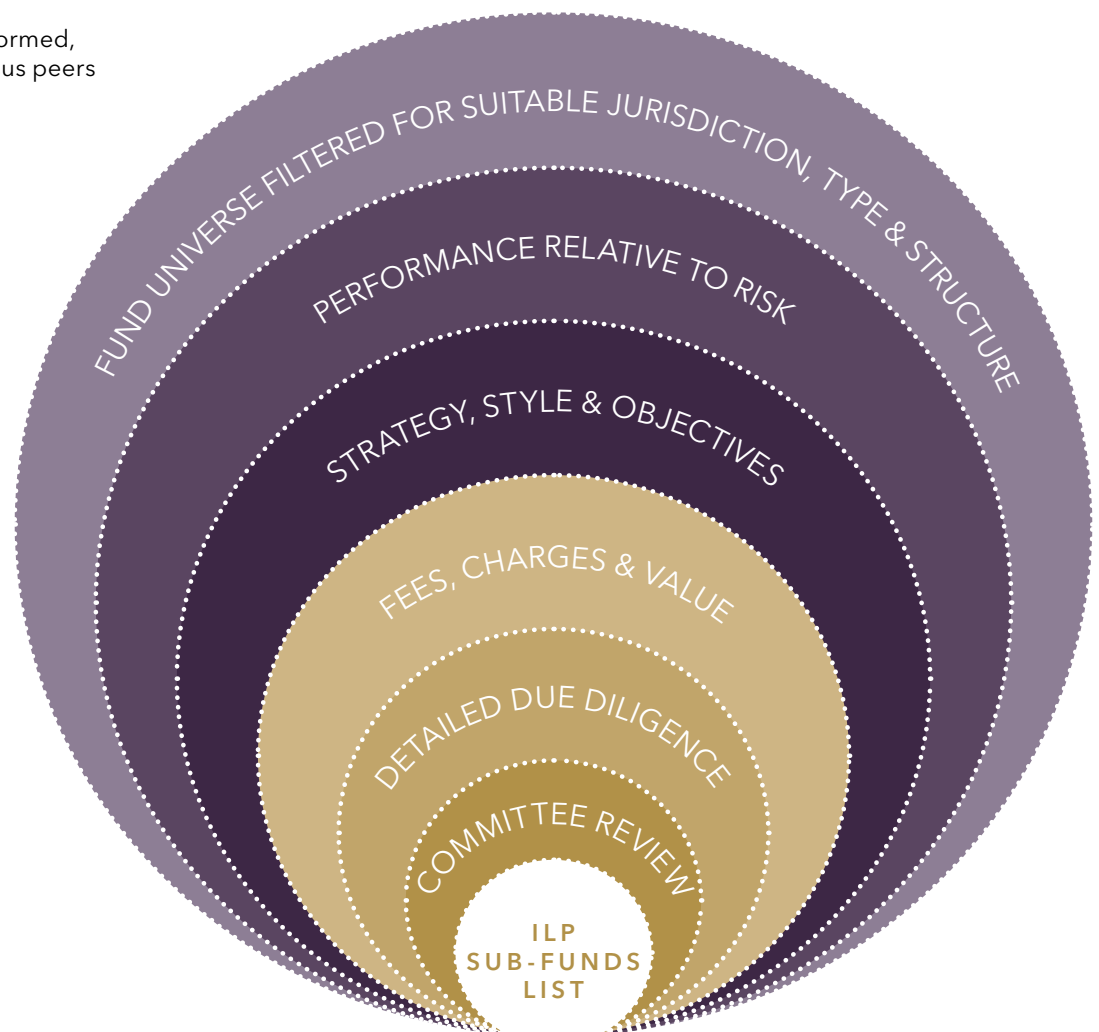 ormed,
us peers
FUND UNIVERSE FILTERED FOR SUITABLE JURISDICTION, TYPE & STRUCTURE
PERFORMANCE RELATIVE TO RISK
STRATEGY, STYLE & OBJECTIVES
FEES, CHARGES & VALUE
DETAILED DUE DILIGENCE
COMMITTEE REVIEW
ILP
SUB-FUNDS
LIST